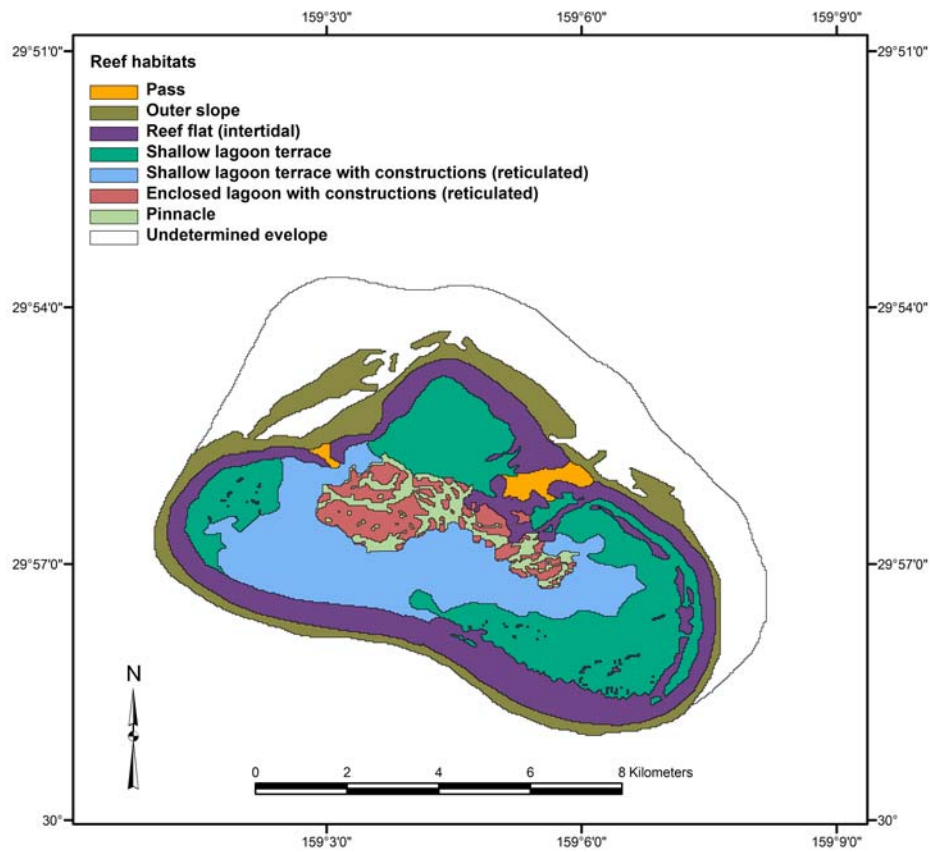 159°3'0"
159°6'0"
159°9'0"
29°51'0"
29°51'0"
Reef habitats
Pass
Outer slope
Reef flat (intertidal)
Shallow lagoon terrace
Shallow lagoon terrace with constructions (reticulated)
Enclosed lagoon with constructions (reticulated)
Pinnacle
Undetermined evelope
29°54'0"
29°54'0"
29°57'0"
29°57'0"
N
0 2 4 6 8 Kilometers
30°
30°
159°3'0"
159°6'0"
159°9'0"